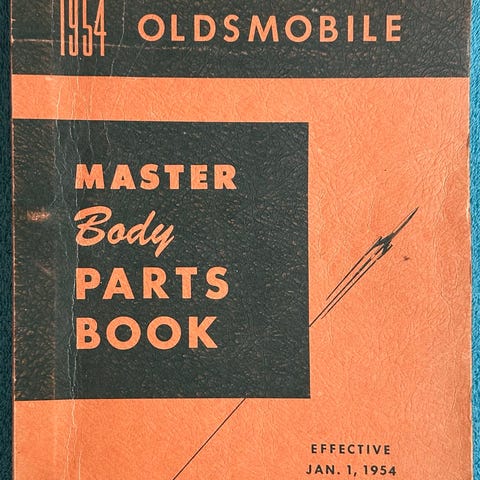 1954 OLDSMOBILE
MASTER
Body
PARTS
BOOK
EFFECTIVE
JAN. 1, 1954